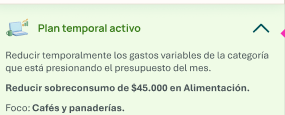 Plan temporal activo
Reducir temporalmente los gastos variables de la categoría
que está presionando el presupuesto del mes.
Reducir sobreconsumo de $45.000 en Alimentación.
Foco: Cafés y panaderías.